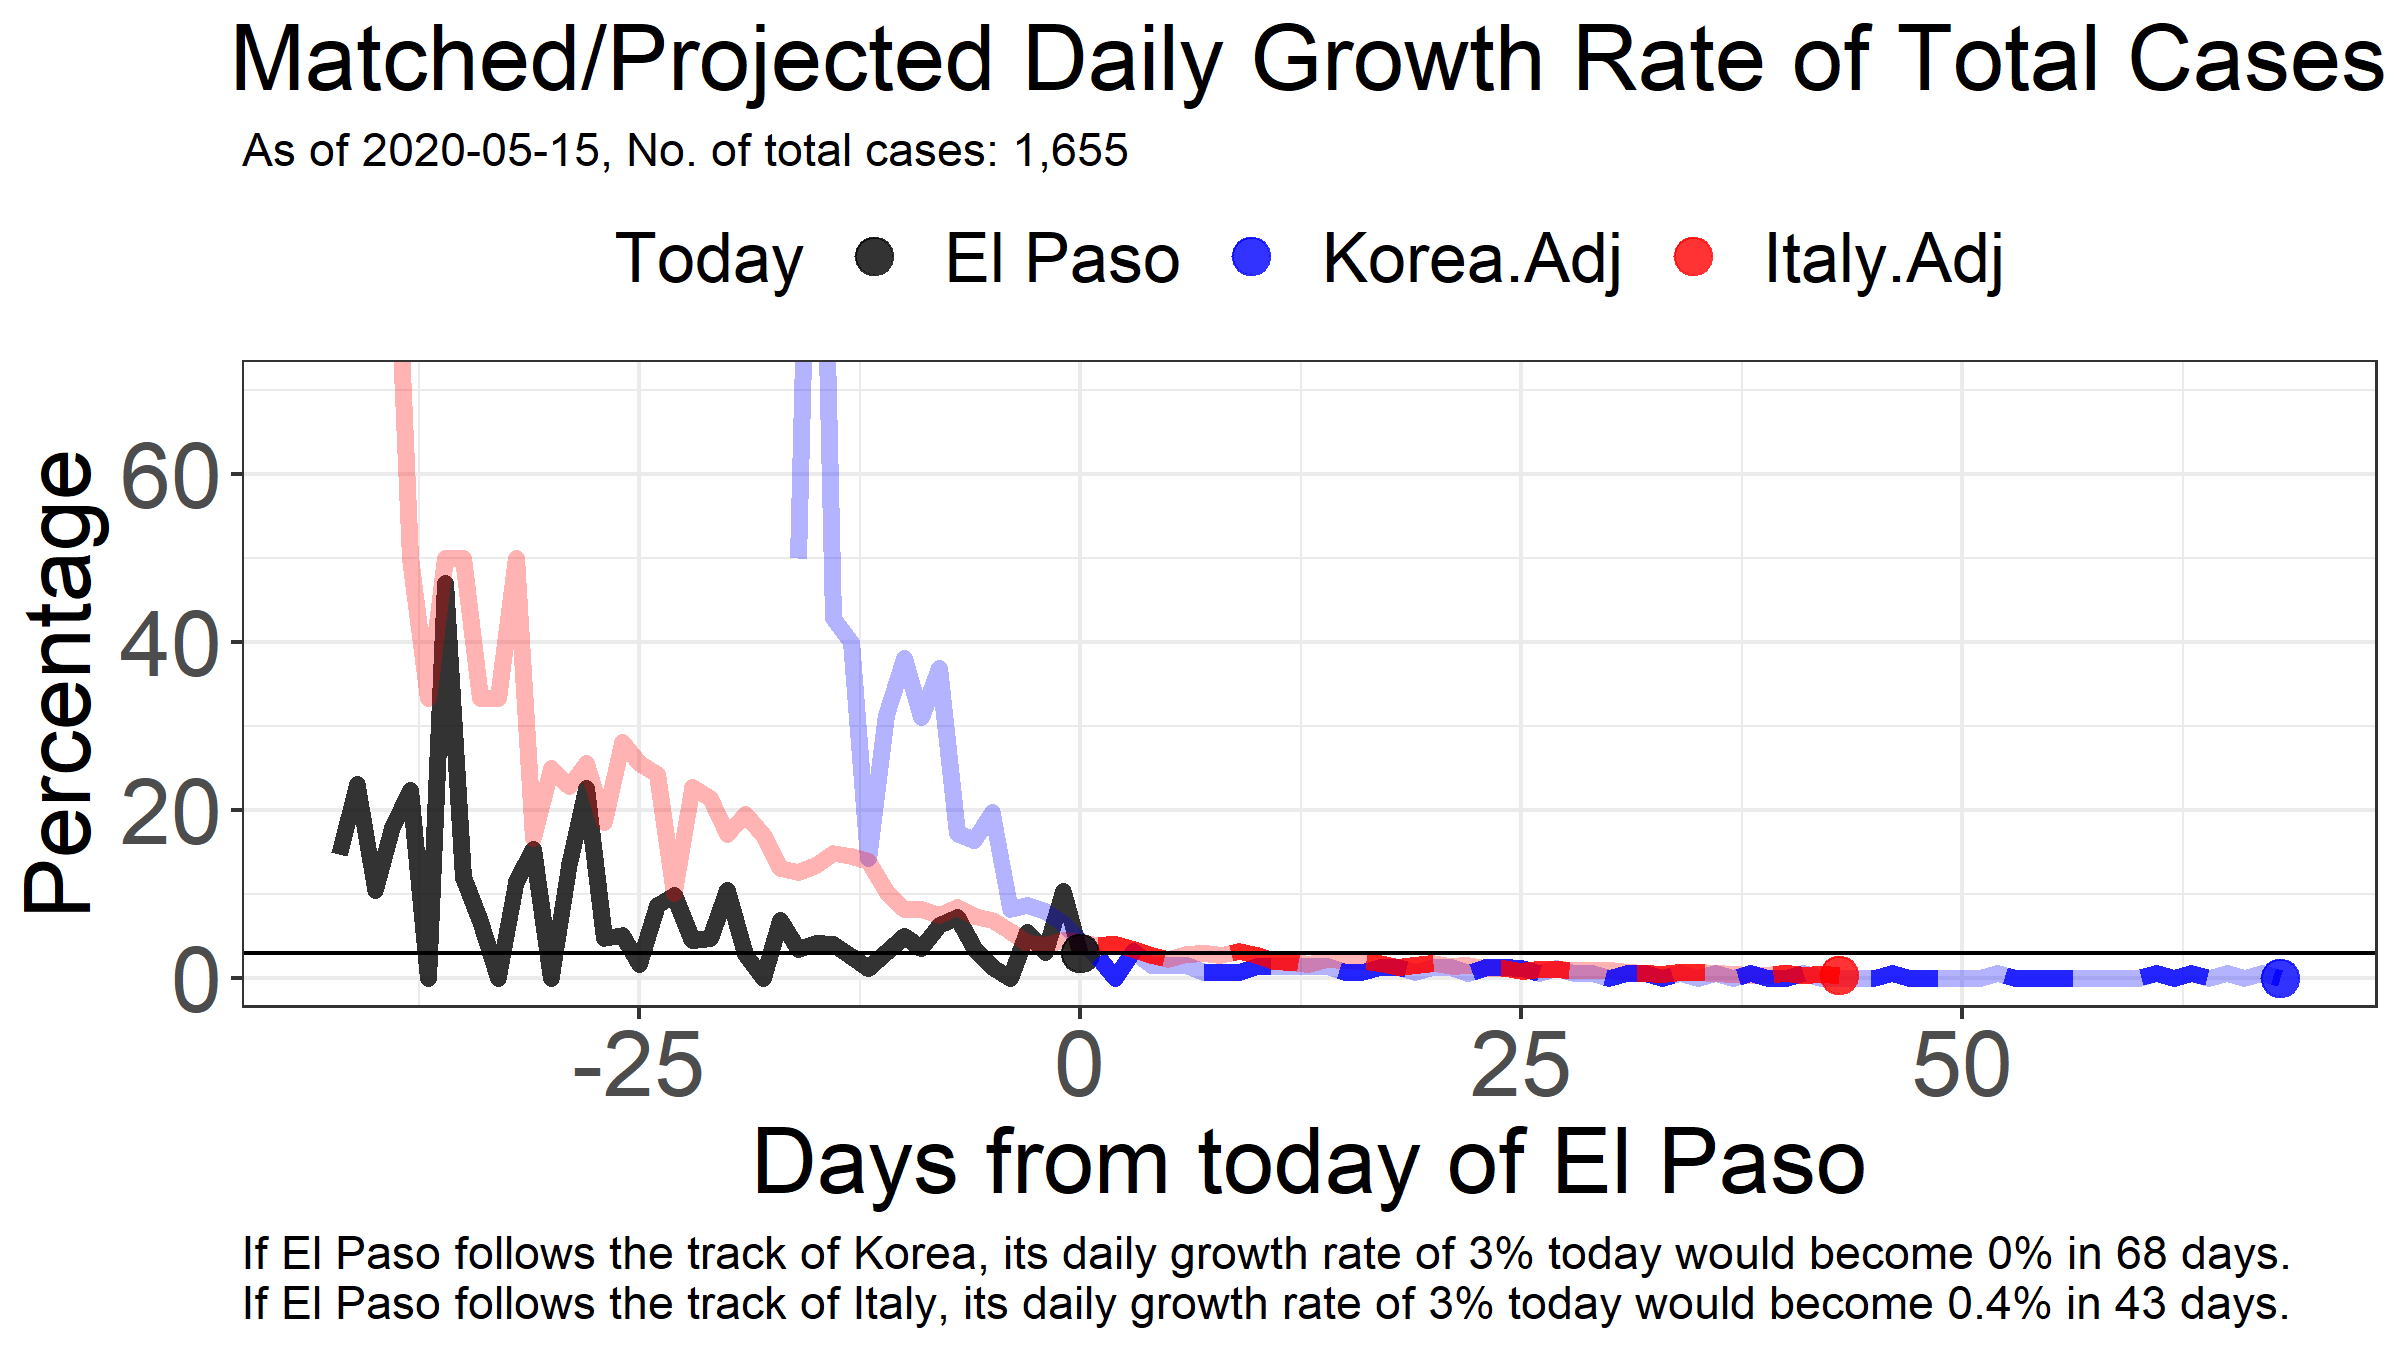 Matched/Projected Daily Growth Rate of Total Cases
As of 2020-05-15, No. of total cases: 1,655
Today El Paso Korea.Adj Italy.Adj
Percentage
60
40
20
0
-25 0 25 50
Days from today of El Paso
If El Paso follows the track of Korea, its daily growth rate of 3% today would become 0% in 68 days.
If El Paso follows the track of Italy, its daily growth rate of 3% today would become 0.4% in 43 days.